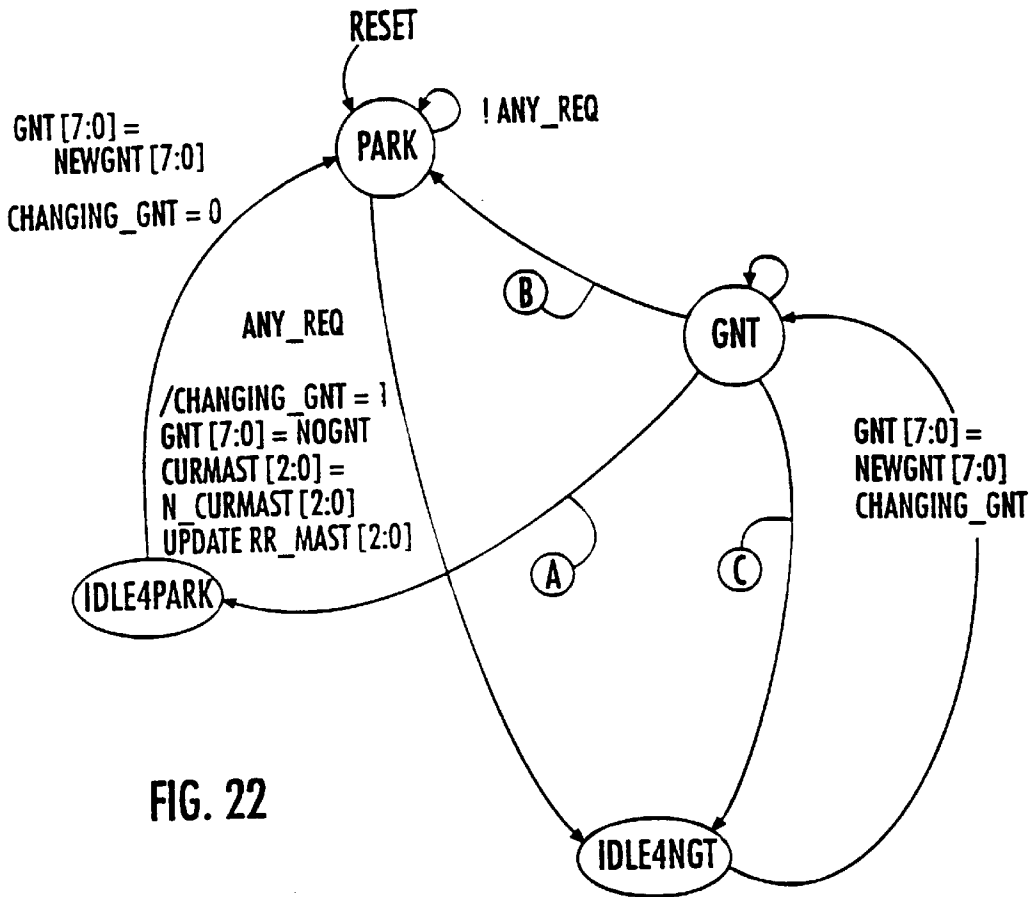 RESET
GNT [7:0] =
NEWGNT [7:0]
CHANGING_GNT = 0
PARK
! ANY_REQ
B
GNT
ANY_REQ
/CHANGING_GNT = 1
GNT [7:0] = NOGNT
CURMAST [2:0] =
N_CURMAST [2:0]
UPDATE RR_MAST [2:0]
GNT [7:0] =
NEWGNT [7:0]
CHANGING_GNT
IDLE4PARK
A
C
FIG. 22
IDLE4NGT